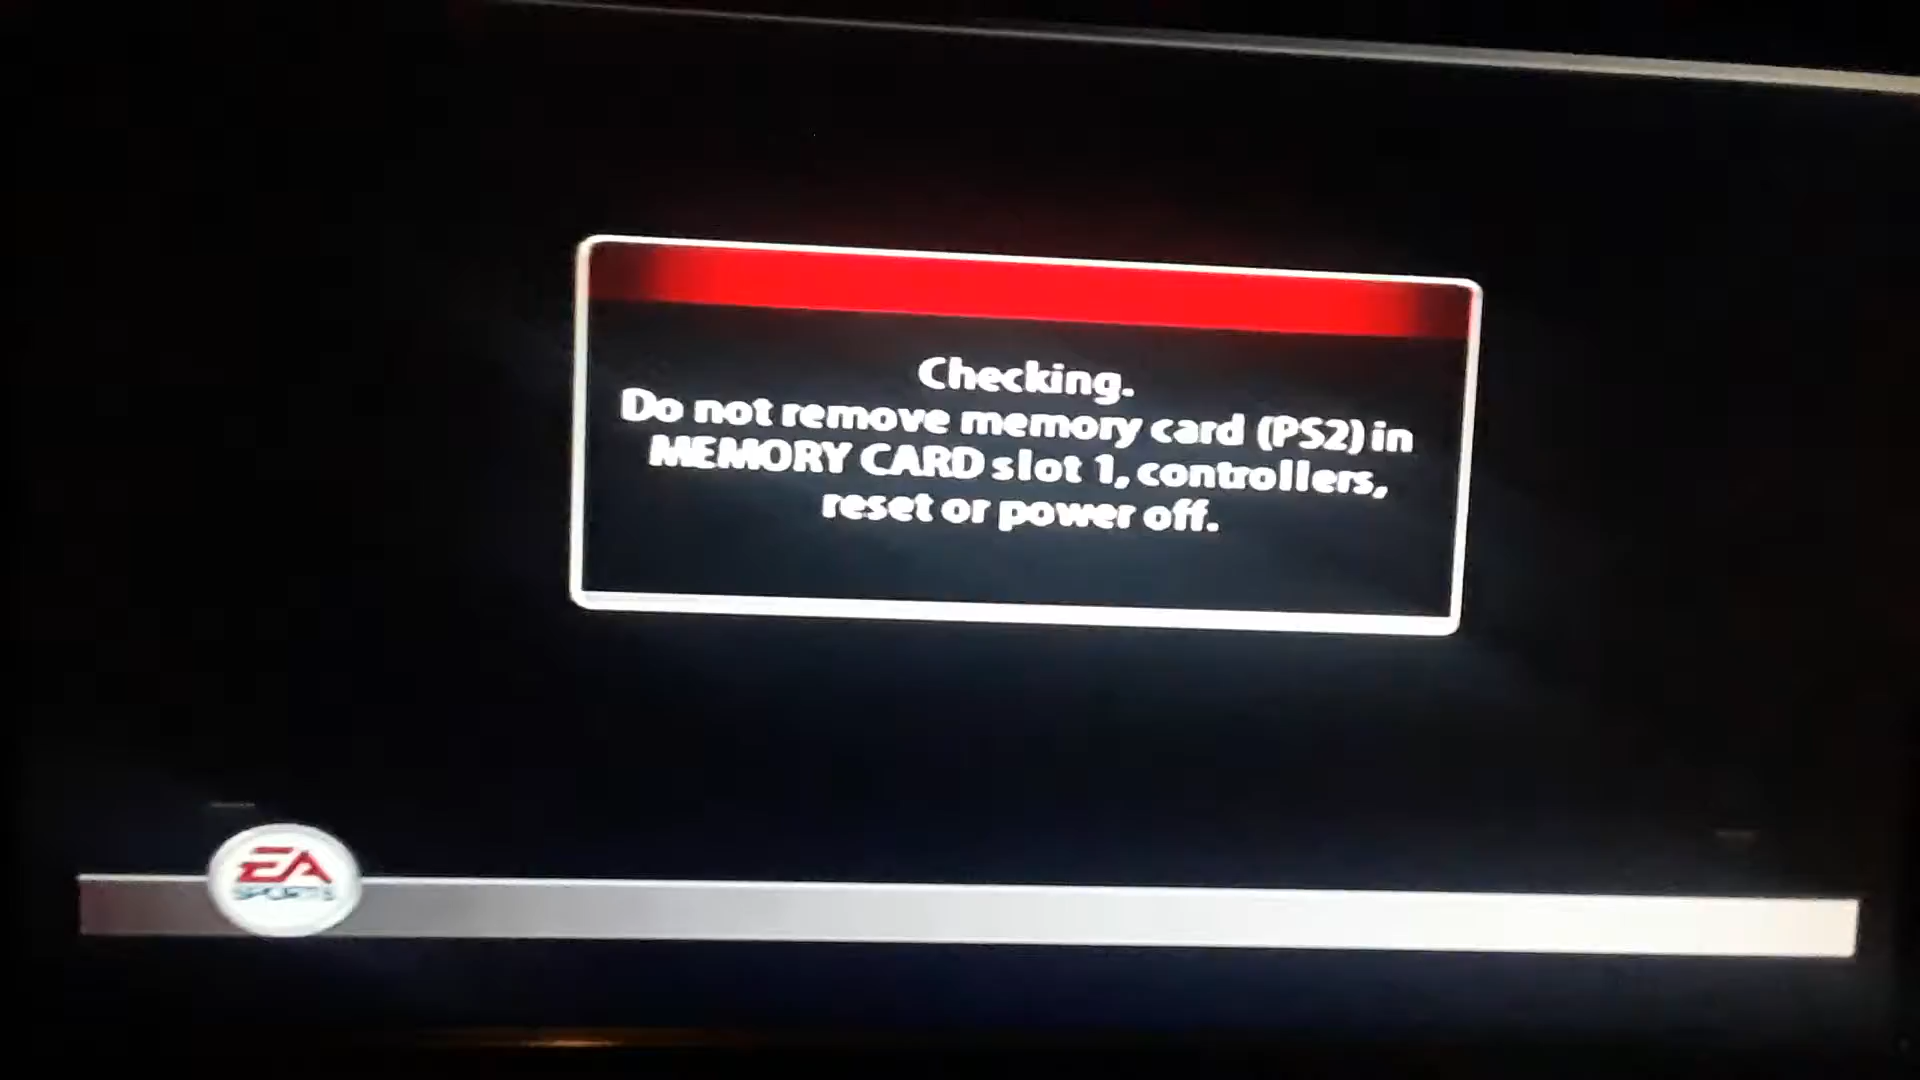 Checking.
Do not remove memory card (PS2) in
MEMORY CARD slot 1, controllers,
reset or power off.
EA
SPORTS